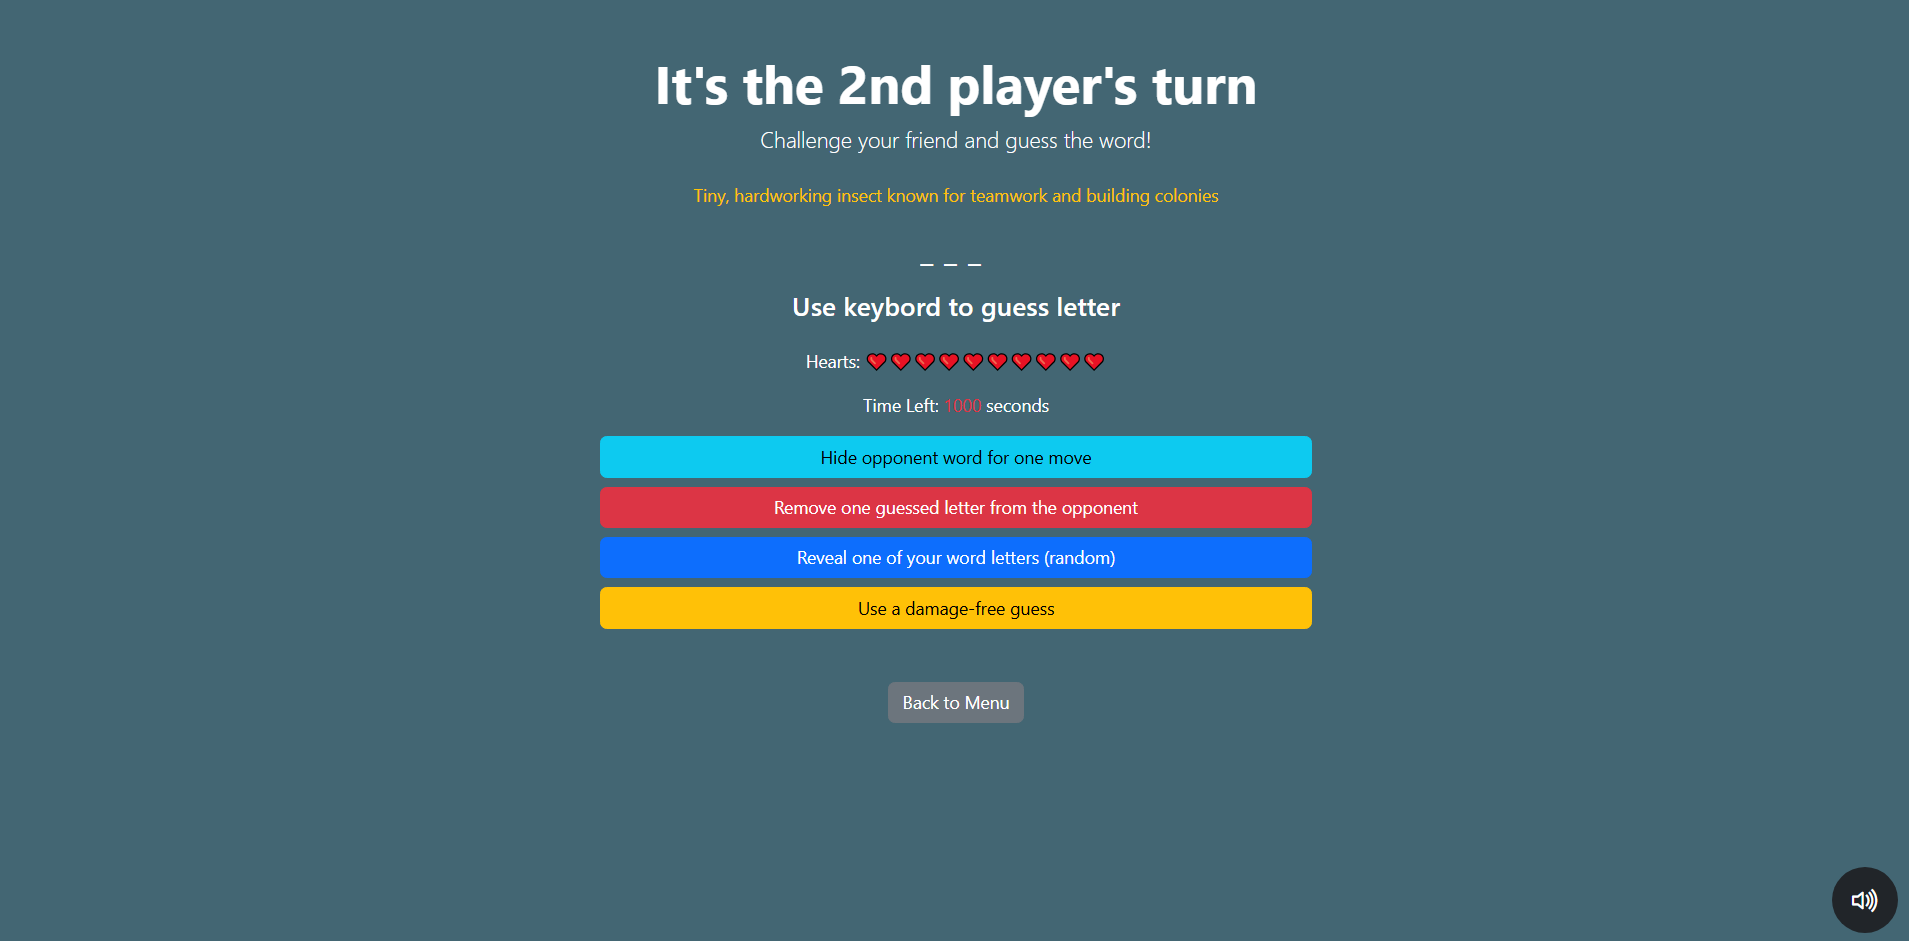 It's the 2nd player's turn
Challenge your friend and guess the word!
Tiny, hardworking insect known for teamwork and building colonies
_ _ _
Use keybord to guess letter
Hearts:
Time Left: 1000 seconds
Hide opponent word for one move
Remove one guessed letter from the opponent
Reveal one of your word letters (random)
Use a damage-free guess
Back to Menu